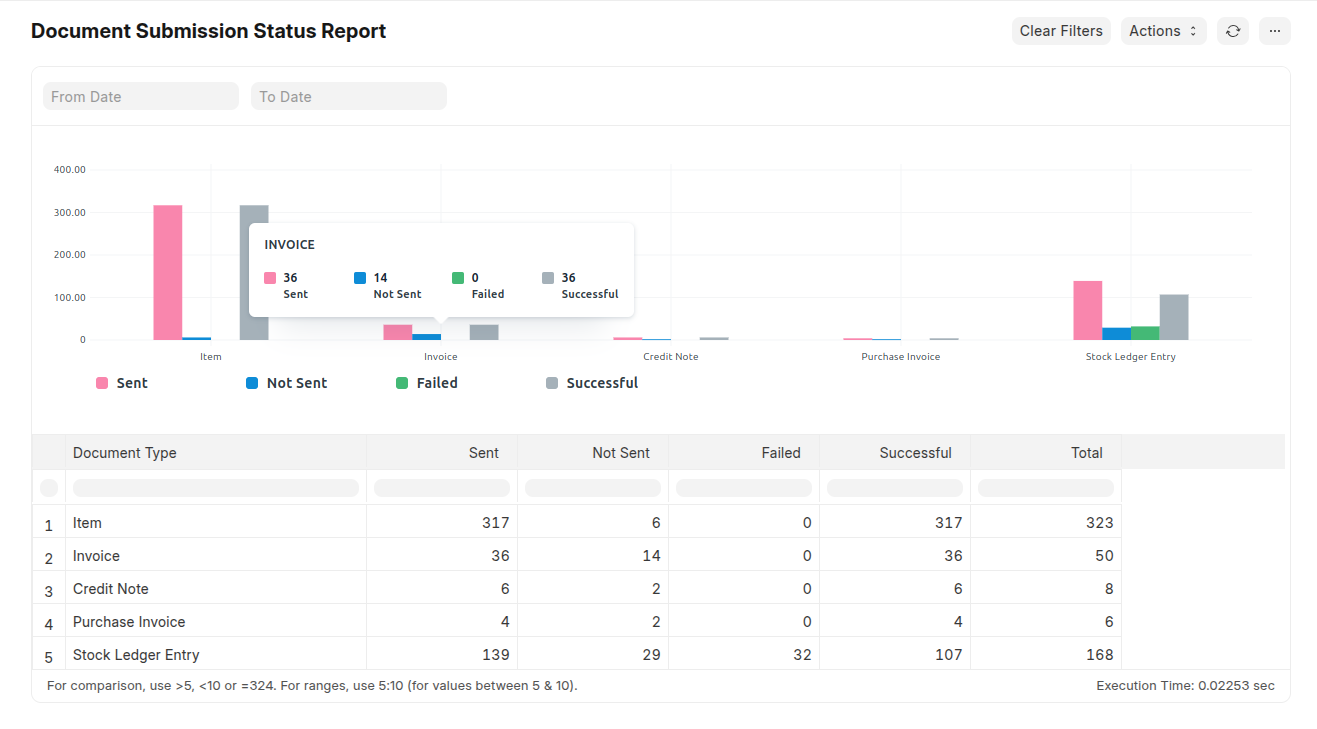 Document Submission Status Report
Clear Filters Actions ...
From Date To Date
400.00
300.00
200.00
100.00
0
INVOICE
36 14 0 36
Sent Not Sent Failed Successful
Item Invoice Credit Note Purchase Invoice Stock Ledger Entry
Sent Not Sent Failed Successful
Document Type Sent Not Sent Failed Successful Total
1 Item 317 6 0 317 323
2 Invoice 36 14 0 36 50
3 Credit Note 6 2 0 6 8
4 Purchase Invoice 4 2 0 4 6
5 Stock Ledger Entry 139 29 32 107 168
For comparison, use >5, <10 or =324. For ranges, use 5:10 (for values between 5 & 10). Execution Time: 0.02253 sec